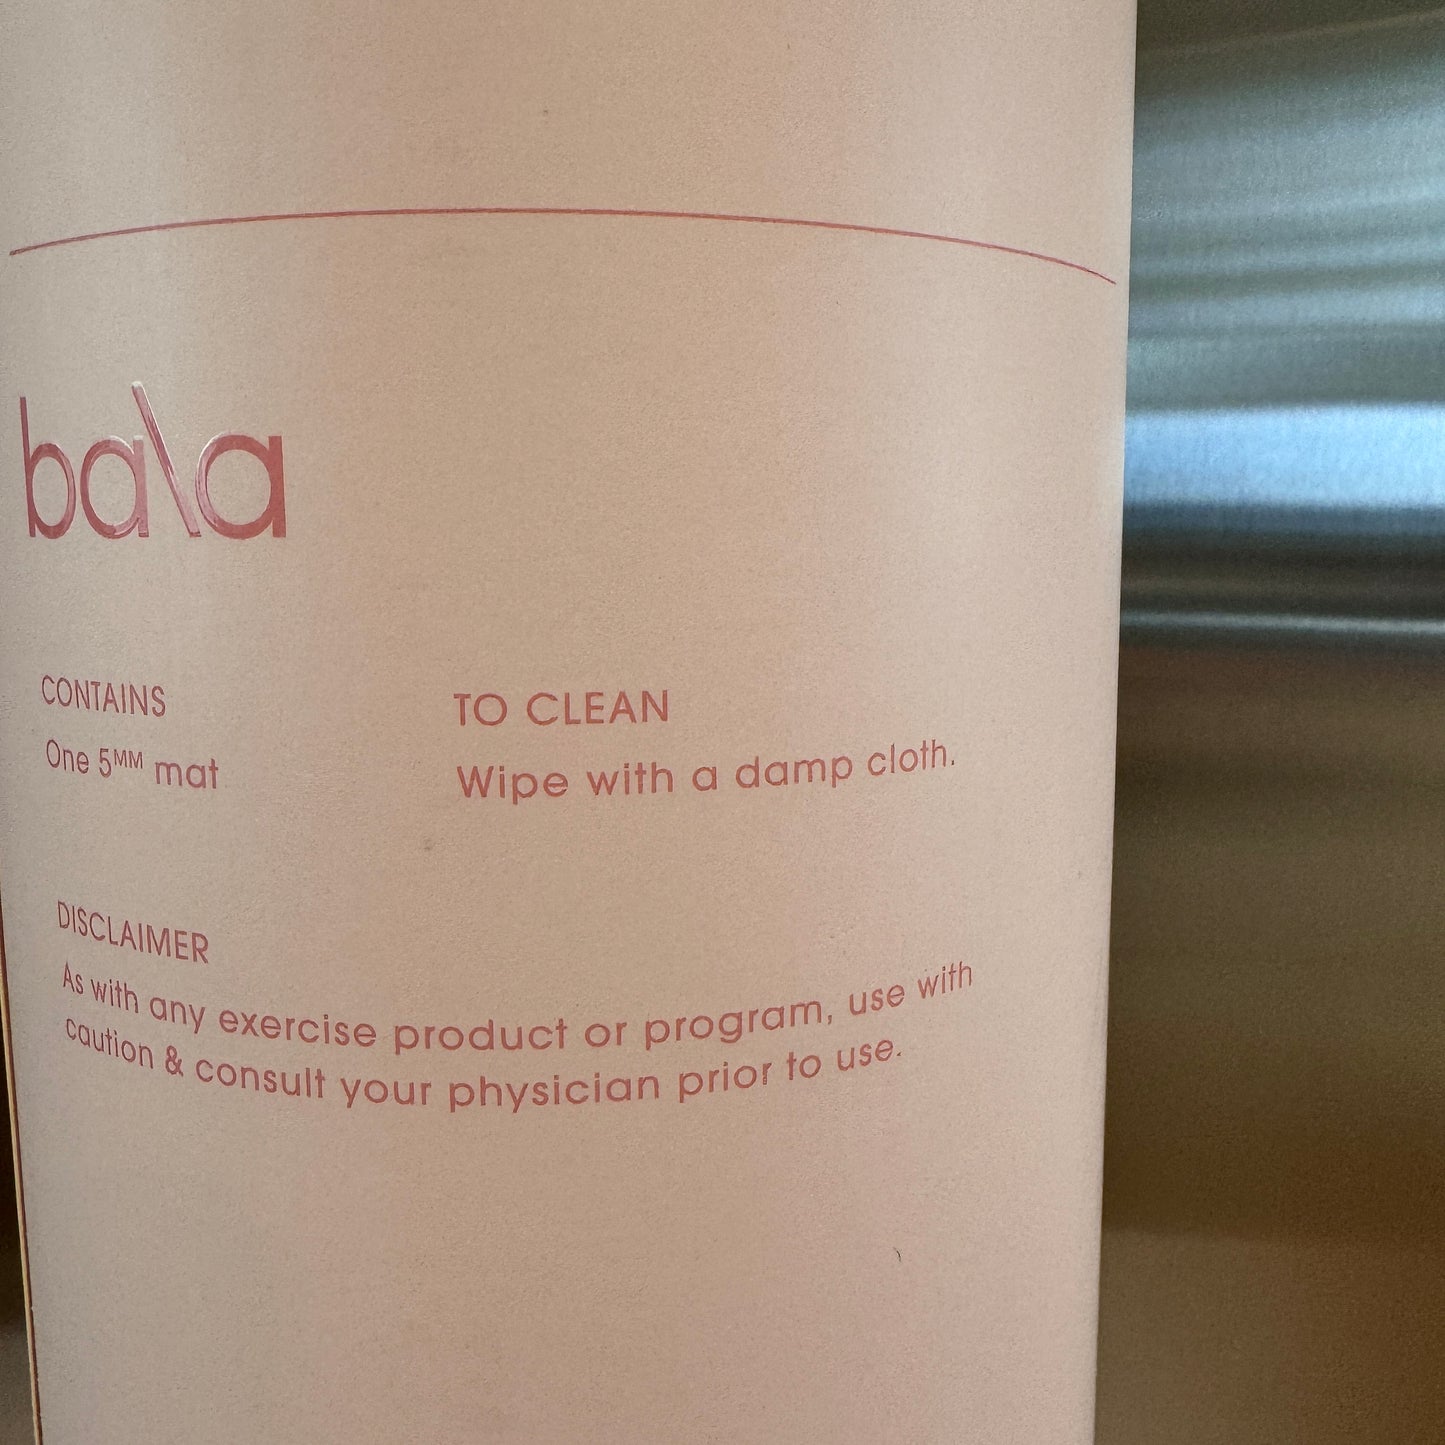 bala
CONTAINS
One 5MM mat
TO CLEAN
Wipe with a damp cloth.
DISCLAIMER
As with any exercise product or program, use with
caution & consult your physician prior to use.